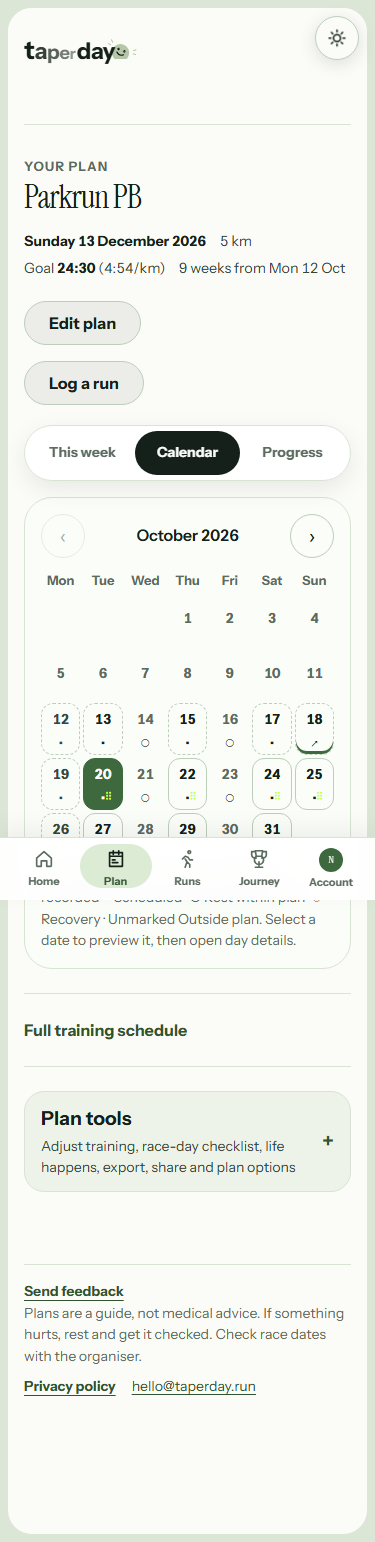 taperday
YOUR PLAN
Parkrun PB
Sunday 13 December 2026 5 km
Goal 24:30 (4:54/km) 9 weeks from Mon 12 Oct
Edit plan
Log a run
This week Calendar Progress
‹ October 2026 ›
Mon Tue Wed Thu Fri Sat Sun
1 2 3 4
5 6 7 8 9 10 11
12 13 14 15 16 17 18
19 20 21 22 23 24 25
26 27 28 29 30 31
Home Plan Runs Journey Account
N
Recovery · Unmarked Outside plan. Select a
date to preview it, then open day details.
Full training schedule
Plan tools
Adjust training, race-day checklist, life
happens, export, share and plan options
+
Send feedback
Plans are a guide, not medical advice. If something
hurts, rest and get it checked. Check race dates
with the organiser.
Privacy policy hello@taperday.run